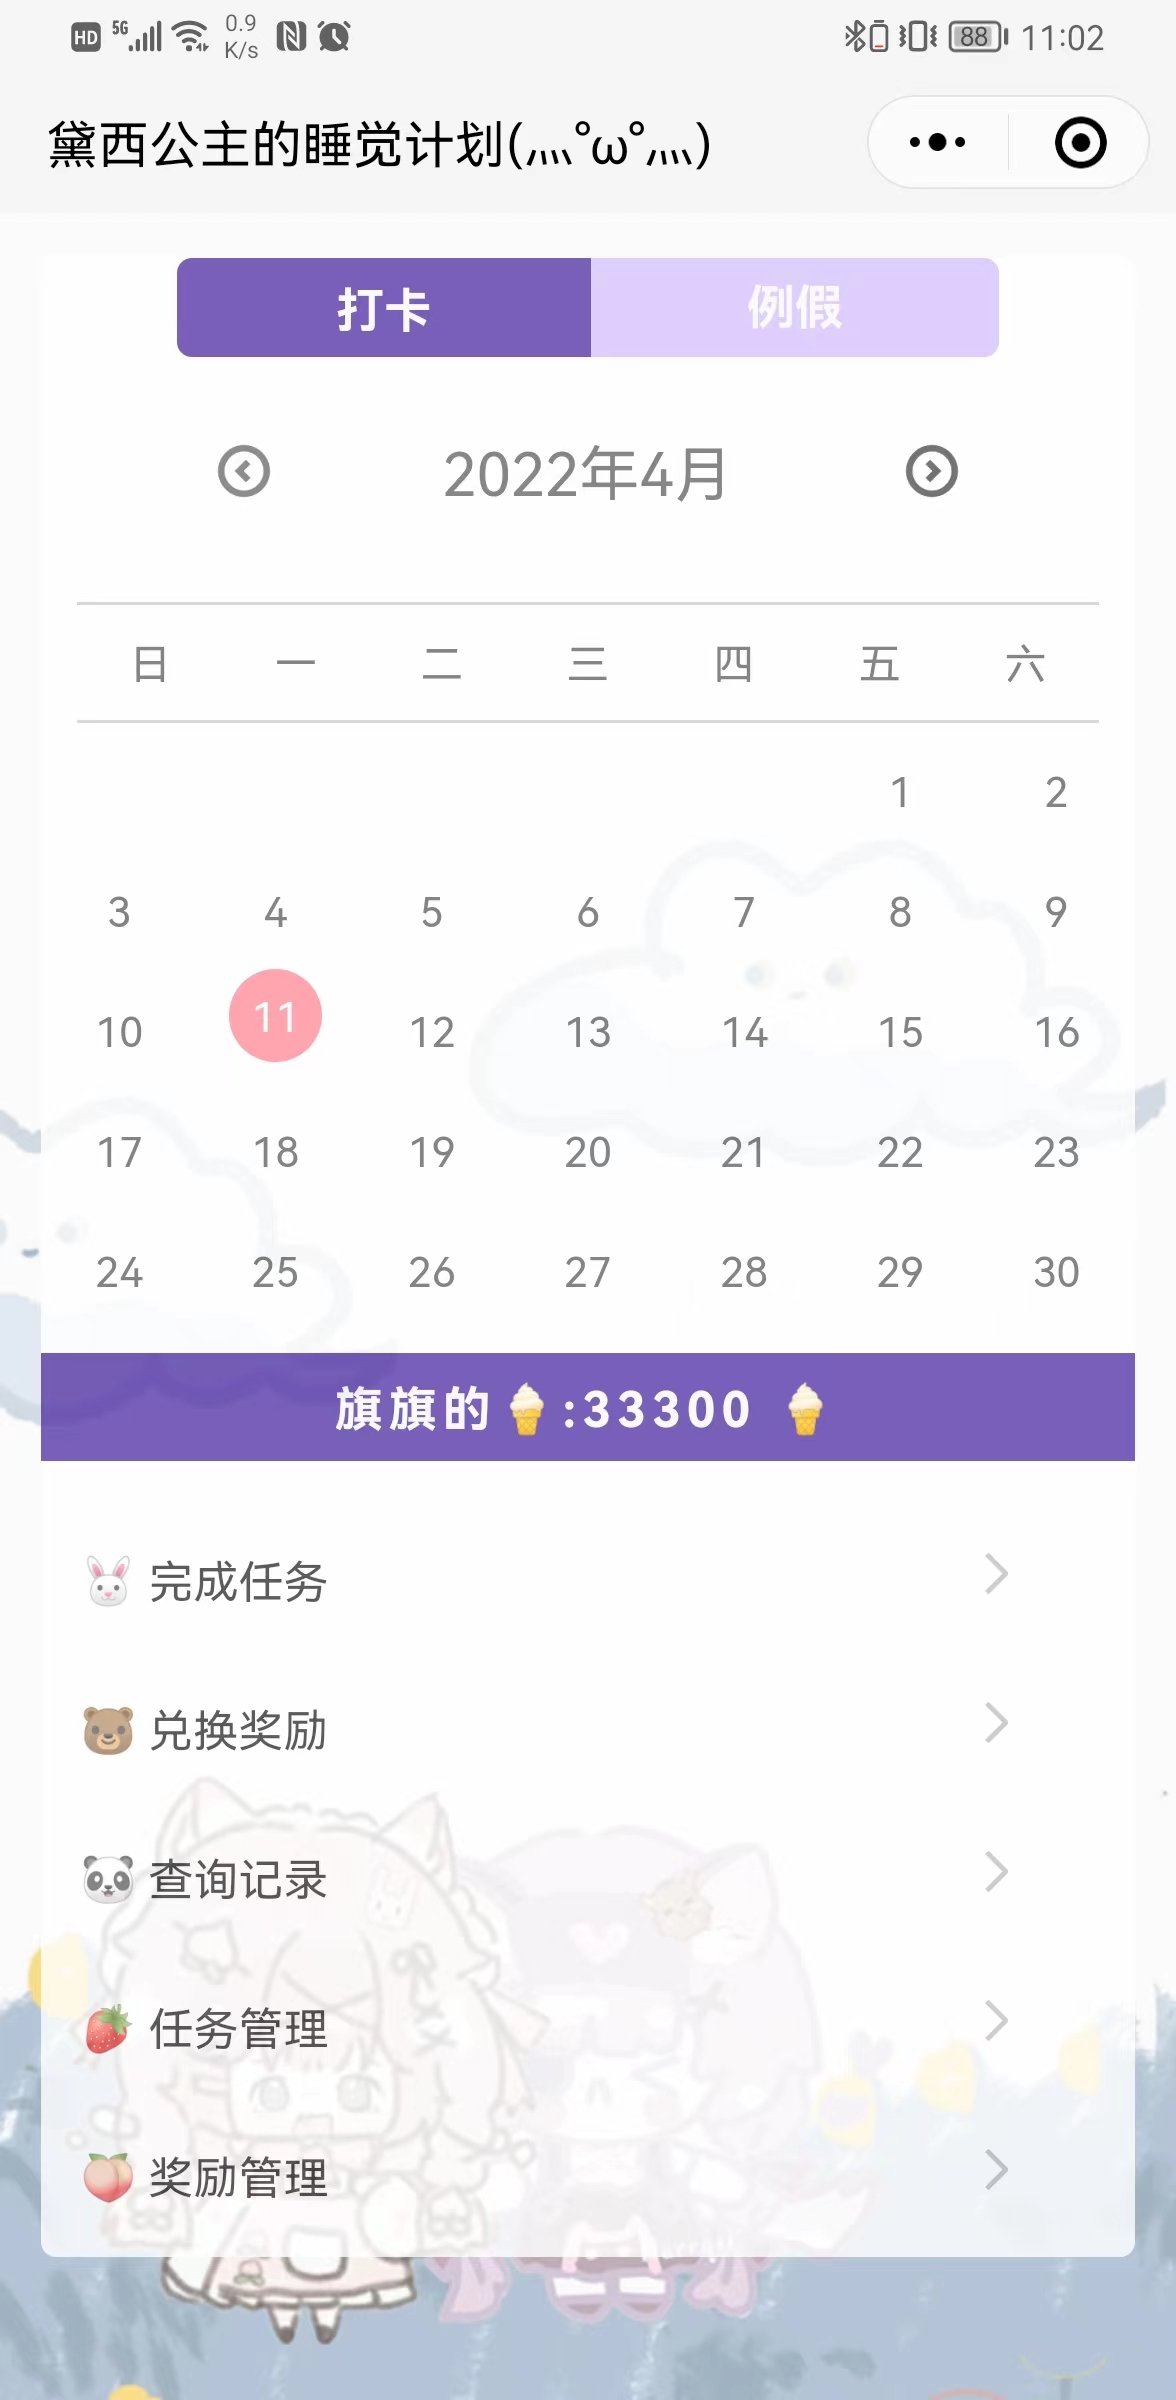 HD 5G 0.9 K/s 88 11:02
黛西公主的睡觉计划(灬°ω°灬)
打卡 例假
2022年4月
日 一 二 三 四 五 六
1 2
3 4 5 6 7 8 9
10 11 12 13 14 15 16
17 18 19 20 21 22 23
24 25 26 27 28 29 30
旗旗的🍦:33300 🍦
🐰 完成任务
🐻 兑换奖励
🐼 查询记录
🍓 任务管理
🍑 奖励管理